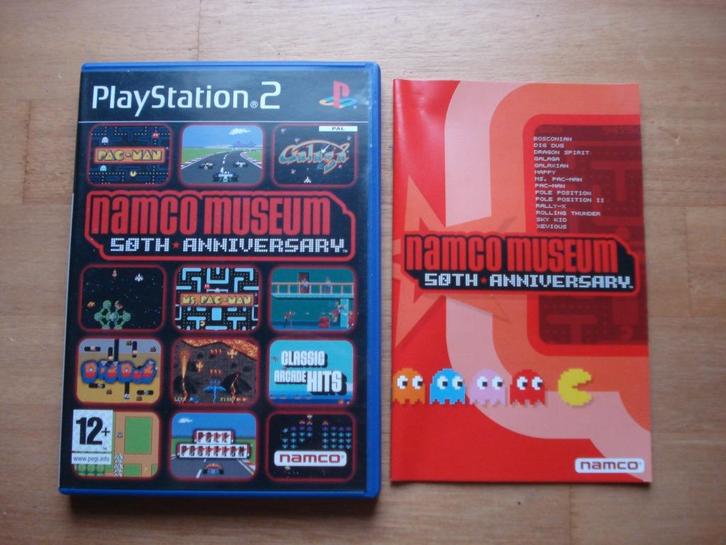 PlayStation®2
PAL
PAC-MAN
Galaga
namco museum
50TH ★ ANNIVERSARY™
MS. PAC-MAN
DIG DUG
CLASSIC
ARCADE HITS
12+
www.pegi.info
POLE
POSITION
namco®
BOSCONIAN
DIG DUG
DRAGON SPIRIT
GALAGA
GALAXIAN
MAPPY
MS. PAC-MAN
PAC-MAN
POLE POSITION
POLE POSITION II
RALLY-X
ROLLING THUNDER
SKY KID
XEVIOUS
namco museum
50TH ★ ANNIVERSARY™
namco®